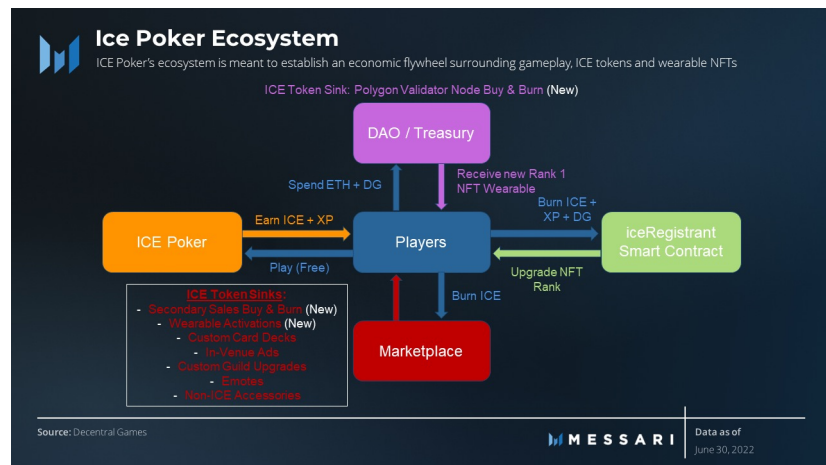 Ice Poker Ecosystem
ICE Poker's ecosystem is meant to establish an economic flywheel surrounding gameplay, ICE tokens and wearable NFTs
ICE Token Sink: Polygon Validator Node Buy & Burn (New)
DAO / Treasury
Spend ETH + DG
Receive new Rank 1
NFT Wearable
Burn ICE +
XP + DG
ICE Poker
Earn ICE + XP
Players
iceRegistrant
Smart Contract
Play (Free)
Upgrade NFT
Rank
ICE Token Sinks:
- Secondary Sales Buy & Burn (New)
- Wearable Activations (New)
- Custom Card Decks
- In-Venue Ads
- Custom Guild Upgrades
- Emotes
- Non-ICE Accessories
Burn ICE
Marketplace
Source: Decentral Games
MESSARI
Data as of
June 30, 2022